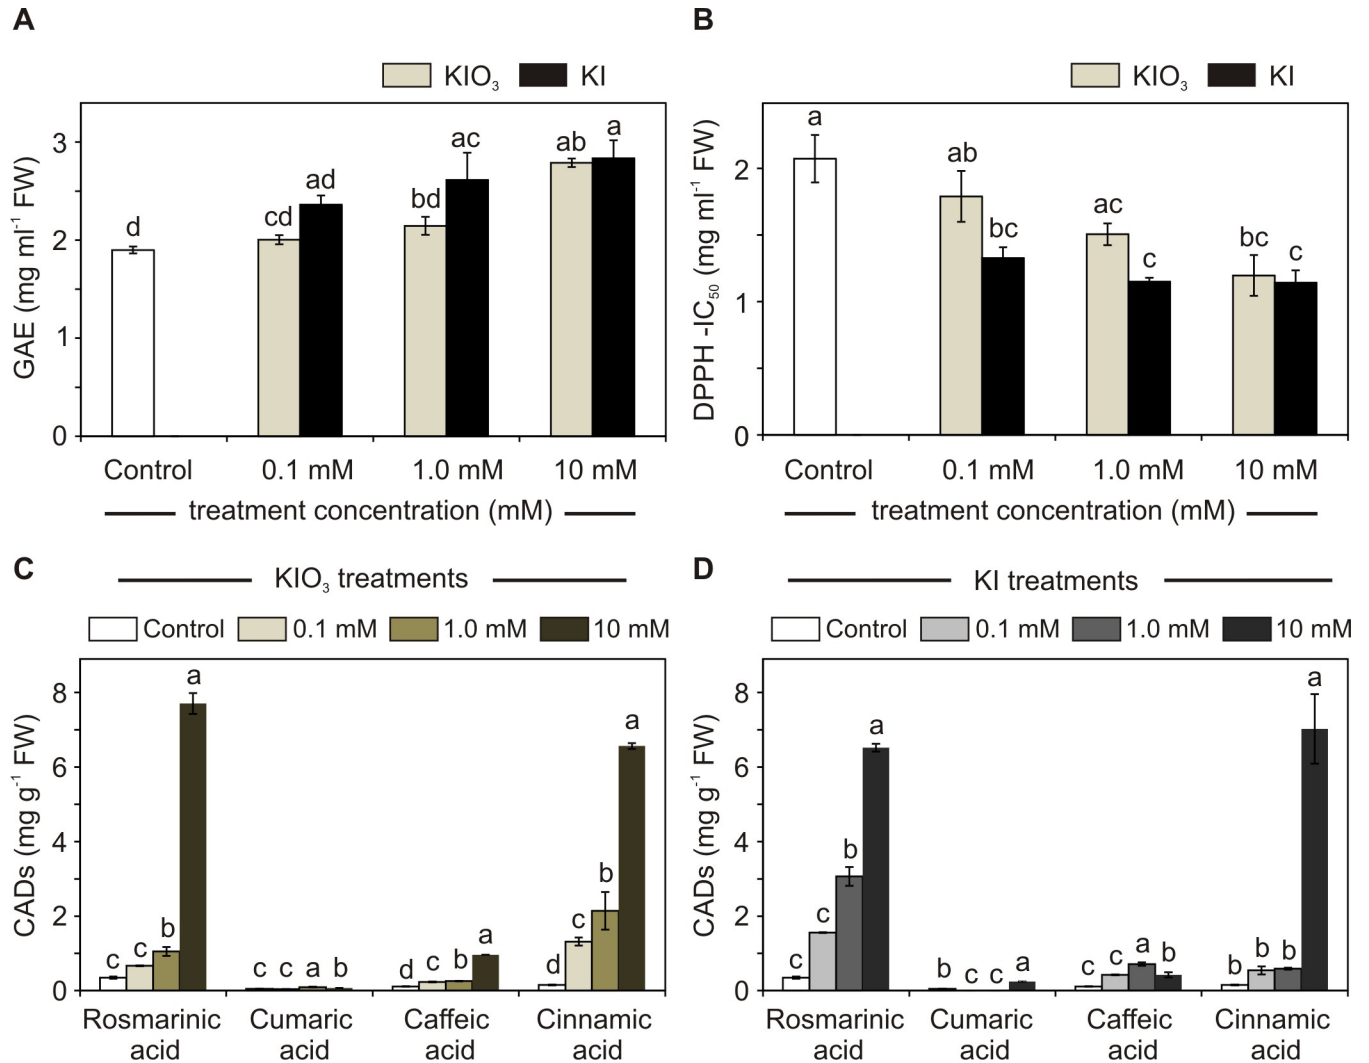 A
KIO₃ KI
GAE (mg ml⁻¹ FW)
3
2
1
0
d
cd
ad
bd
ac
ab
a
Control 0.1 mM 1.0 mM 10 mM
treatment concentration (mM)
B
KIO₃ KI
DPPH -IC₅₀ (mg ml⁻¹ FW)
2
1
0
a
ab
bc
ac
c
bc
c
Control 0.1 mM 1.0 mM 10 mM
treatment concentration (mM)
C
KIO₃ treatments
Control 0.1 mM 1.0 mM 10 mM
CADs (mg g⁻¹ FW)
8
6
4
2
0
c c b a
c c a b
d c b a
d c b a
Rosmarinic acid
Cumaric acid
Caffeic acid
Cinnamic acid
D
KI treatments
Control 0.1 mM 1.0 mM 10 mM
CADs (mg g⁻¹ FW)
8
6
4
2
0
c c b a
b c c a
c c a b
b b b a
Rosmarinic acid
Cumaric acid
Caffeic acid
Cinnamic acid